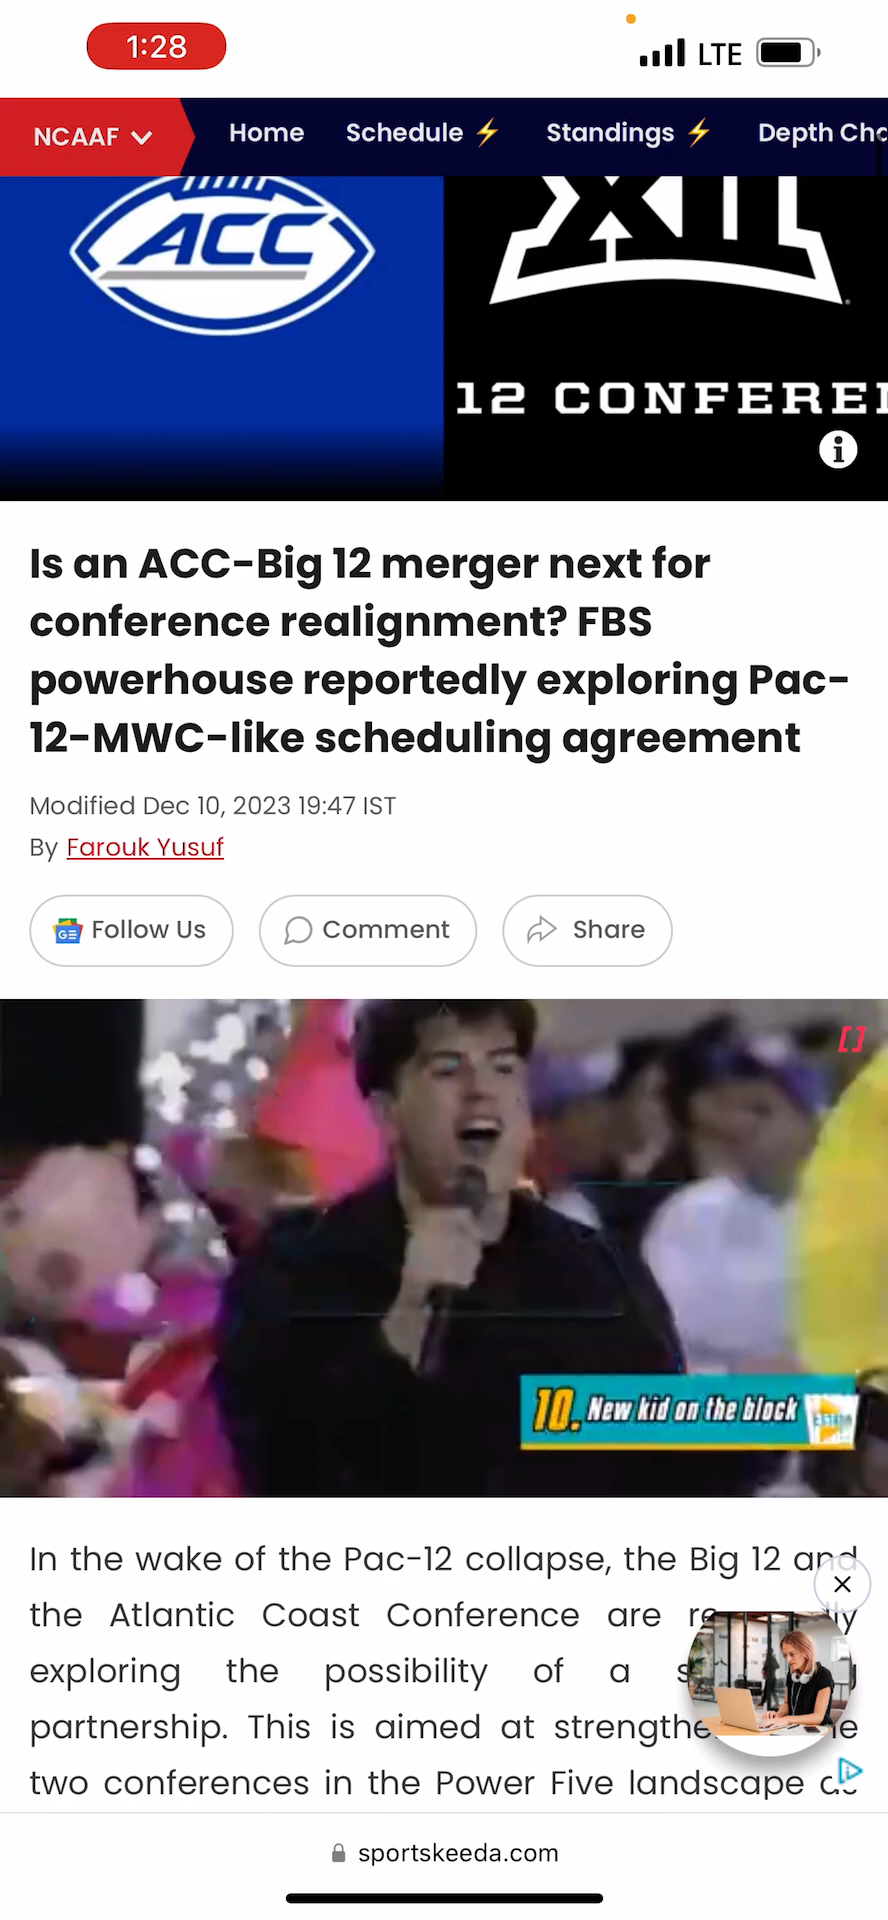 1:28
LTE
NCAAF
Home
Schedule
Standings
Depth Cha
ACC
XII
12 CONFERE
Is an ACC-Big 12 merger next for
conference realignment? FBS
powerhouse reportedly exploring Pac-
12-MWC-like scheduling agreement
Modified Dec 10, 2023 19:47 IST
By Farouk Yusuf
GE Follow Us
Comment
Share
10. New kid on the block
In the wake of the Pac-12 collapse, the Big 12 and
the Atlantic Coast Conference are
exploring the possibility of a
partnership. This is aimed at
two conferences in the Power Five landscape
sportskeeda.com